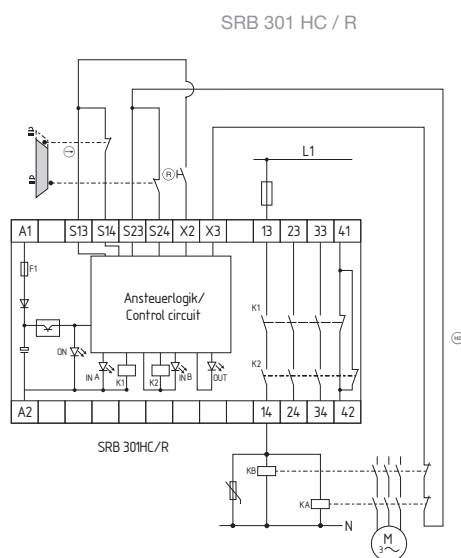 SRB 301 HC / R
L1
R
A1 S13 S14 S23 S24 X2 X3 13 23 33 41
F1
Ansteuerlogik/
Control circuit
K1
K2
ON
IN A
K1
K2
IN B
OUT
H2
A2 14 24 34 42
SRB 301HC/R
KB
KA
N
M
3~